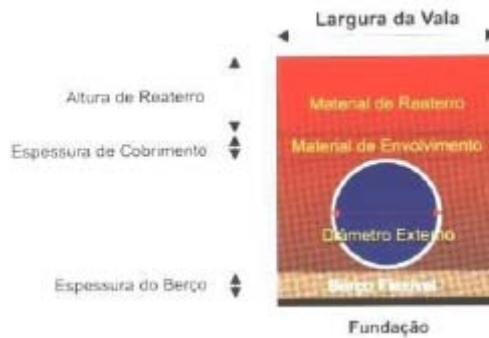 Largura da Vala
Altura de Reaterro
Material de Reaterro
Espessura de Cobrimento
Material de Envolvimento
Diâmetro Externo
Espessura do Berço
Berço Flexível
Fundação